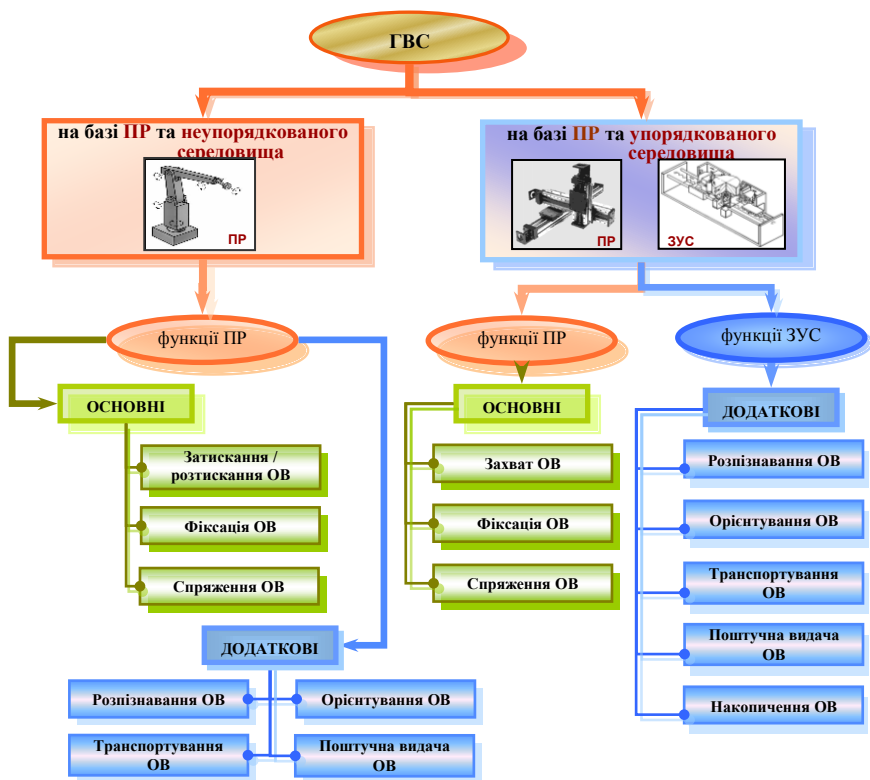 ГВС
на базі ПР та неупорядкованого
середовища
ПР
на базі ПР та упорядкованого
середовища
ПР
ЗУС
функції ПР
функції ПР
функції ЗУС
ОСНОВНІ
Затискання /
розтискання ОВ
Фіксація ОВ
Спряження ОВ
ДОДАТКОВІ
Розпізнавання ОВ
Орієнтування ОВ
Транспортування
ОВ
Поштучна видача
ОВ
ОСНОВНІ
Захват ОВ
Фіксація ОВ
Спряження ОВ
ДОДАТКОВІ
Розпізнавання ОВ
Орієнтування ОВ
Транспортування
ОВ
Поштучна видача
ОВ
Накопичення ОВ